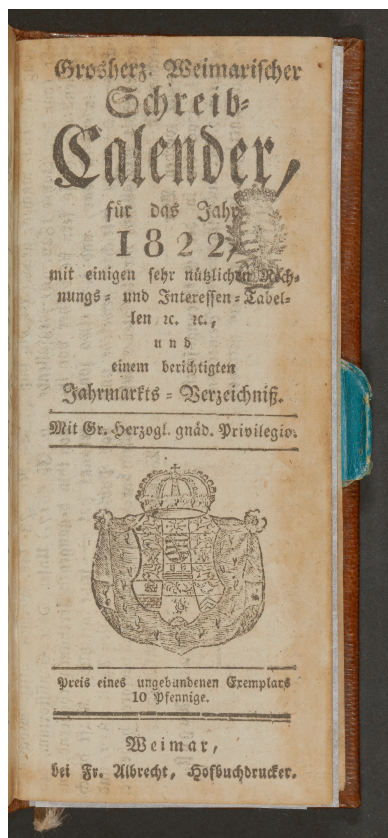 Grosherz. Weimarischer
Schreib-
Calender,
für das Jahr
1822,
mit einigen sehr nützlichen Rech-
nungs- und Interessen-Tabel-
len ꝛc. ꝛc.,
und
einem berichtigten
Jahrmarkts-Verzeichniß.
Mit Gr. Herzogl. gnäd. Privilegio.
Preis eines ungebundenen Exemplars
10 Pfennige.
Weimar,
bei Fr. Albrecht, Hofbuchdrucker.